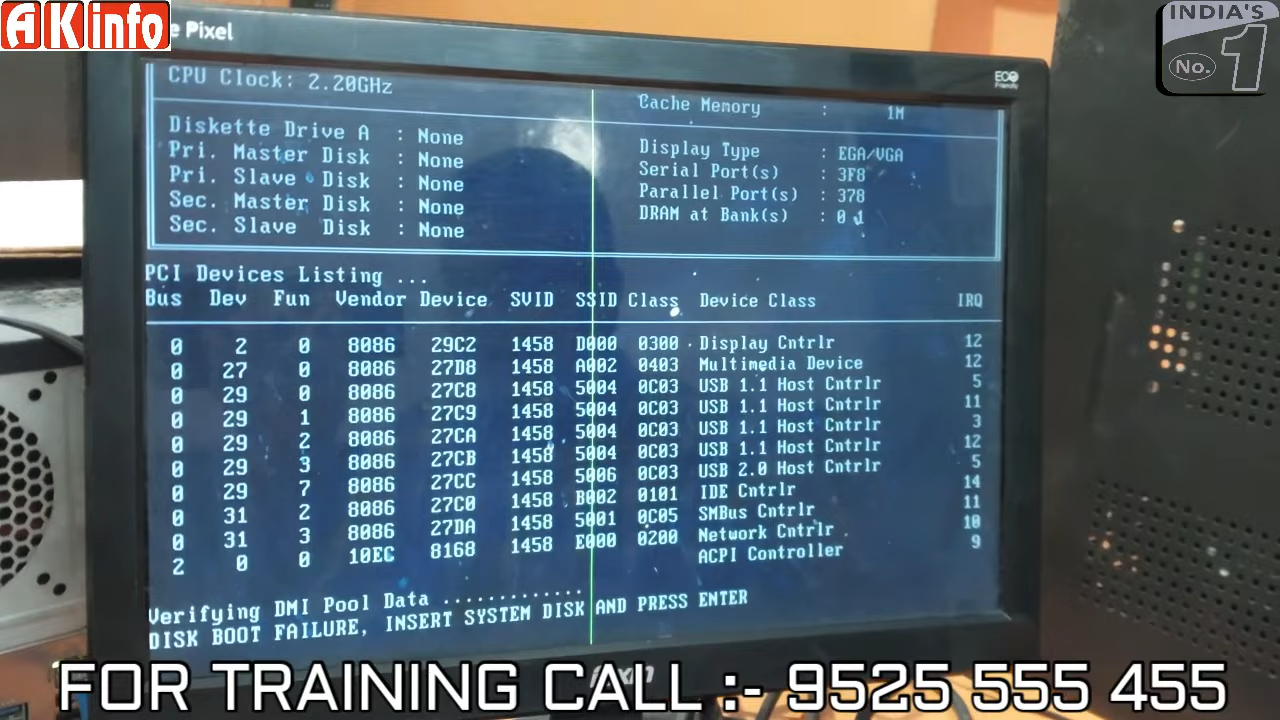 AK info
e Pixel
INDIA'S
No. 1
ECO
Friendly
CPU Clock: 2.20GHz
Cache Memory : 1M
Diskette Drive A : None
Pri. Master Disk : None
Pri. Slave Disk : None
Sec. Master Disk : None
Sec. Slave Disk : None
Display Type : EGA/VGA
Serial Port(s) : 3F8
Parallel Port(s) : 378
DRAM at Bank(s) : 0 1
PCI Devices Listing ...
Bus Dev Fun Vendor Device SVID SSID Class Device Class IRQ
0 2 0 8086 29C2 1458 D000 0300 Display Cntrlr 12
0 27 0 8086 27D8 1458 A002 0403 Multimedia Device 12
0 29 0 8086 27C8 1458 5004 0C03 USB 1.1 Host Cntrlr 5
0 29 1 8086 27C9 1458 5004 0C03 USB 1.1 Host Cntrlr 11
0 29 2 8086 27CA 1458 5004 0C03 USB 1.1 Host Cntrlr 3
0 29 3 8086 27CB 1458 5004 0C03 USB 1.1 Host Cntrlr 12
0 29 7 8086 27CC 1458 5006 0C03 USB 2.0 Host Cntrlr 5
0 31 2 8086 27C0 1458 B002 0101 IDE Cntrlr 14
0 31 3 8086 27DA 1458 5001 0C05 SMBus Cntrlr 11
2 0 0 10EC 8168 1458 E000 0200 Network Cntrlr 10
ACPI Controller 9
Verifying DMI Pool Data .............
DISK BOOT FAILURE, INSERT SYSTEM DISK AND PRESS ENTER
FOR TRAINING CALL :- 9525 555 455